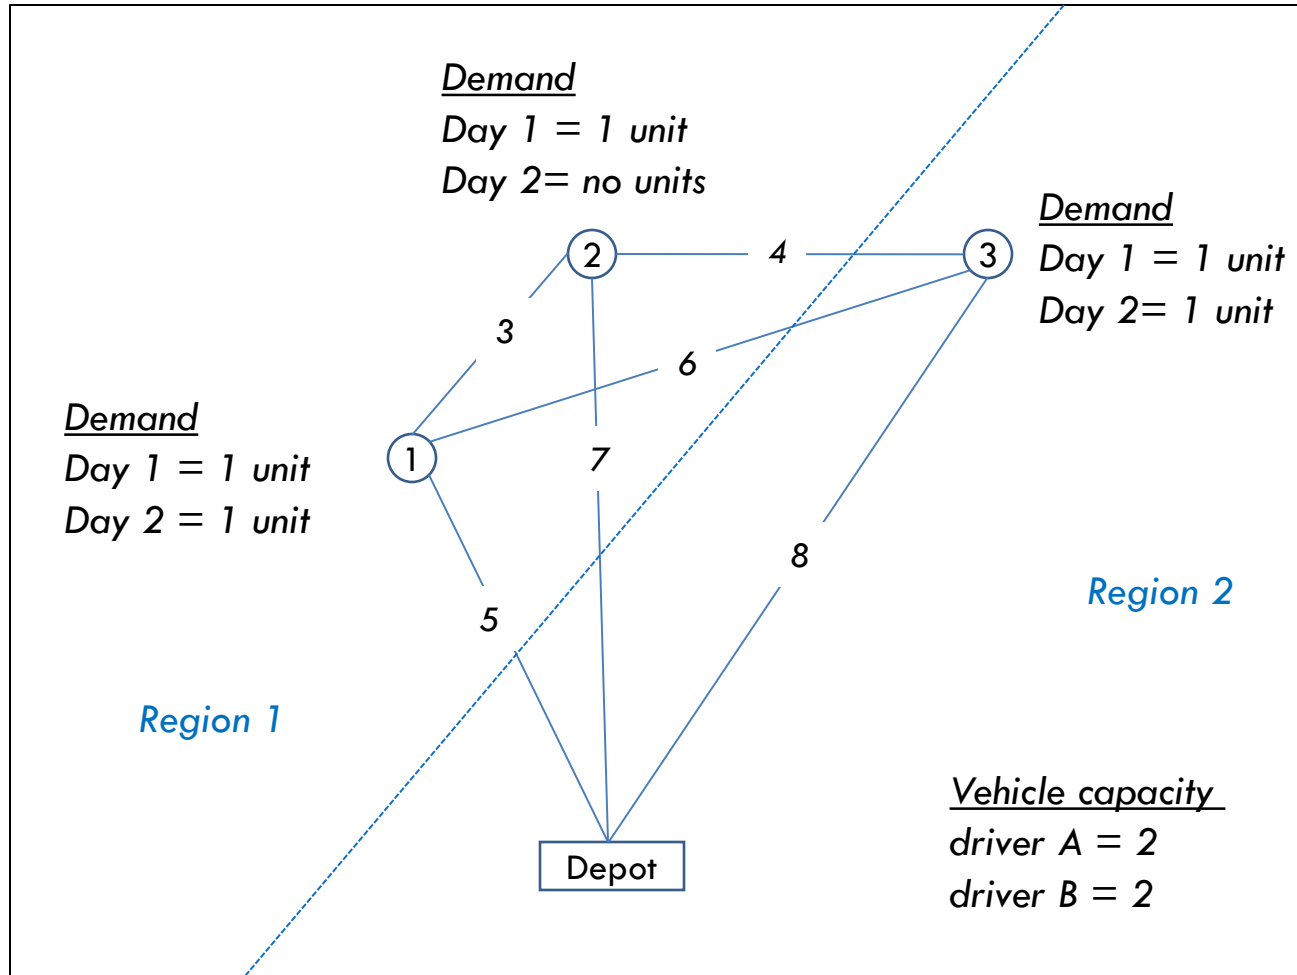 Demand
Day 1 = 1 unit
Day 2= no units
Demand
Day 1 = 1 unit
Day 2= 1 unit
2
4
3
3
6
Demand
Day 1 = 1 unit
Day 2 = 1 unit
1
7
8
5
Region 2
Region 1
Vehicle capacity
driver A = 2
driver B = 2
Depot